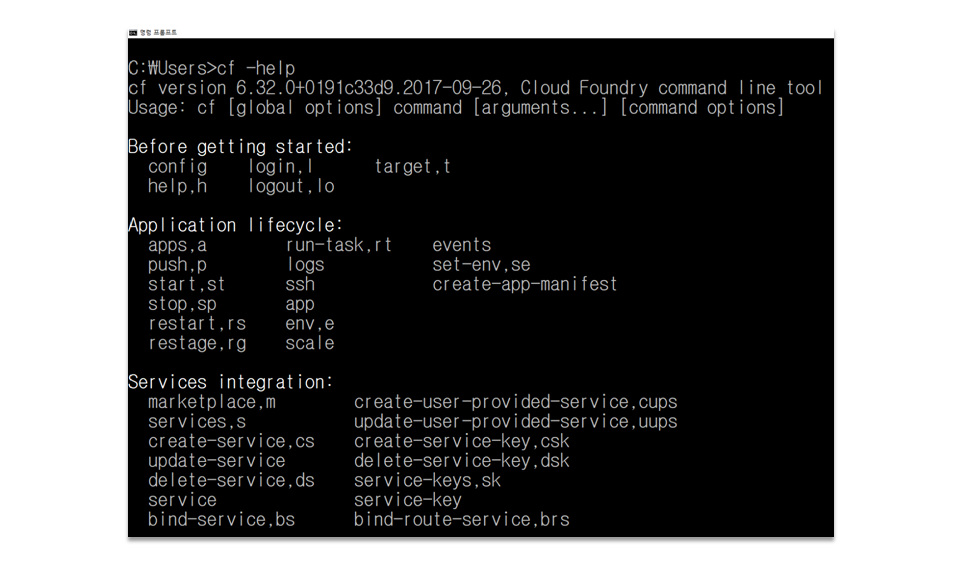 명령 프롬프트
C:₩Users>cf -help
cf version 6.32.0+0191c33d9.2017-09-26, Cloud Foundry command line tool
Usage: cf [global options] command [arguments...] [command options]
Before getting started:
config login,l target,t
help,h logout,lo
Application lifecycle:
apps,a run-task,rt events
push,p logs set-env,se
start,st ssh create-app-manifest
stop,sp app
restart,rs env,e
restage,rg scale
Services integration:
marketplace,m create-user-provided-service,cups
services,s update-user-provided-service,uups
create-service,cs create-service-key,csk
update-service delete-service-key,dsk
delete-service,ds service-keys,sk
service service-key
bind-service,bs bind-route-service,brs